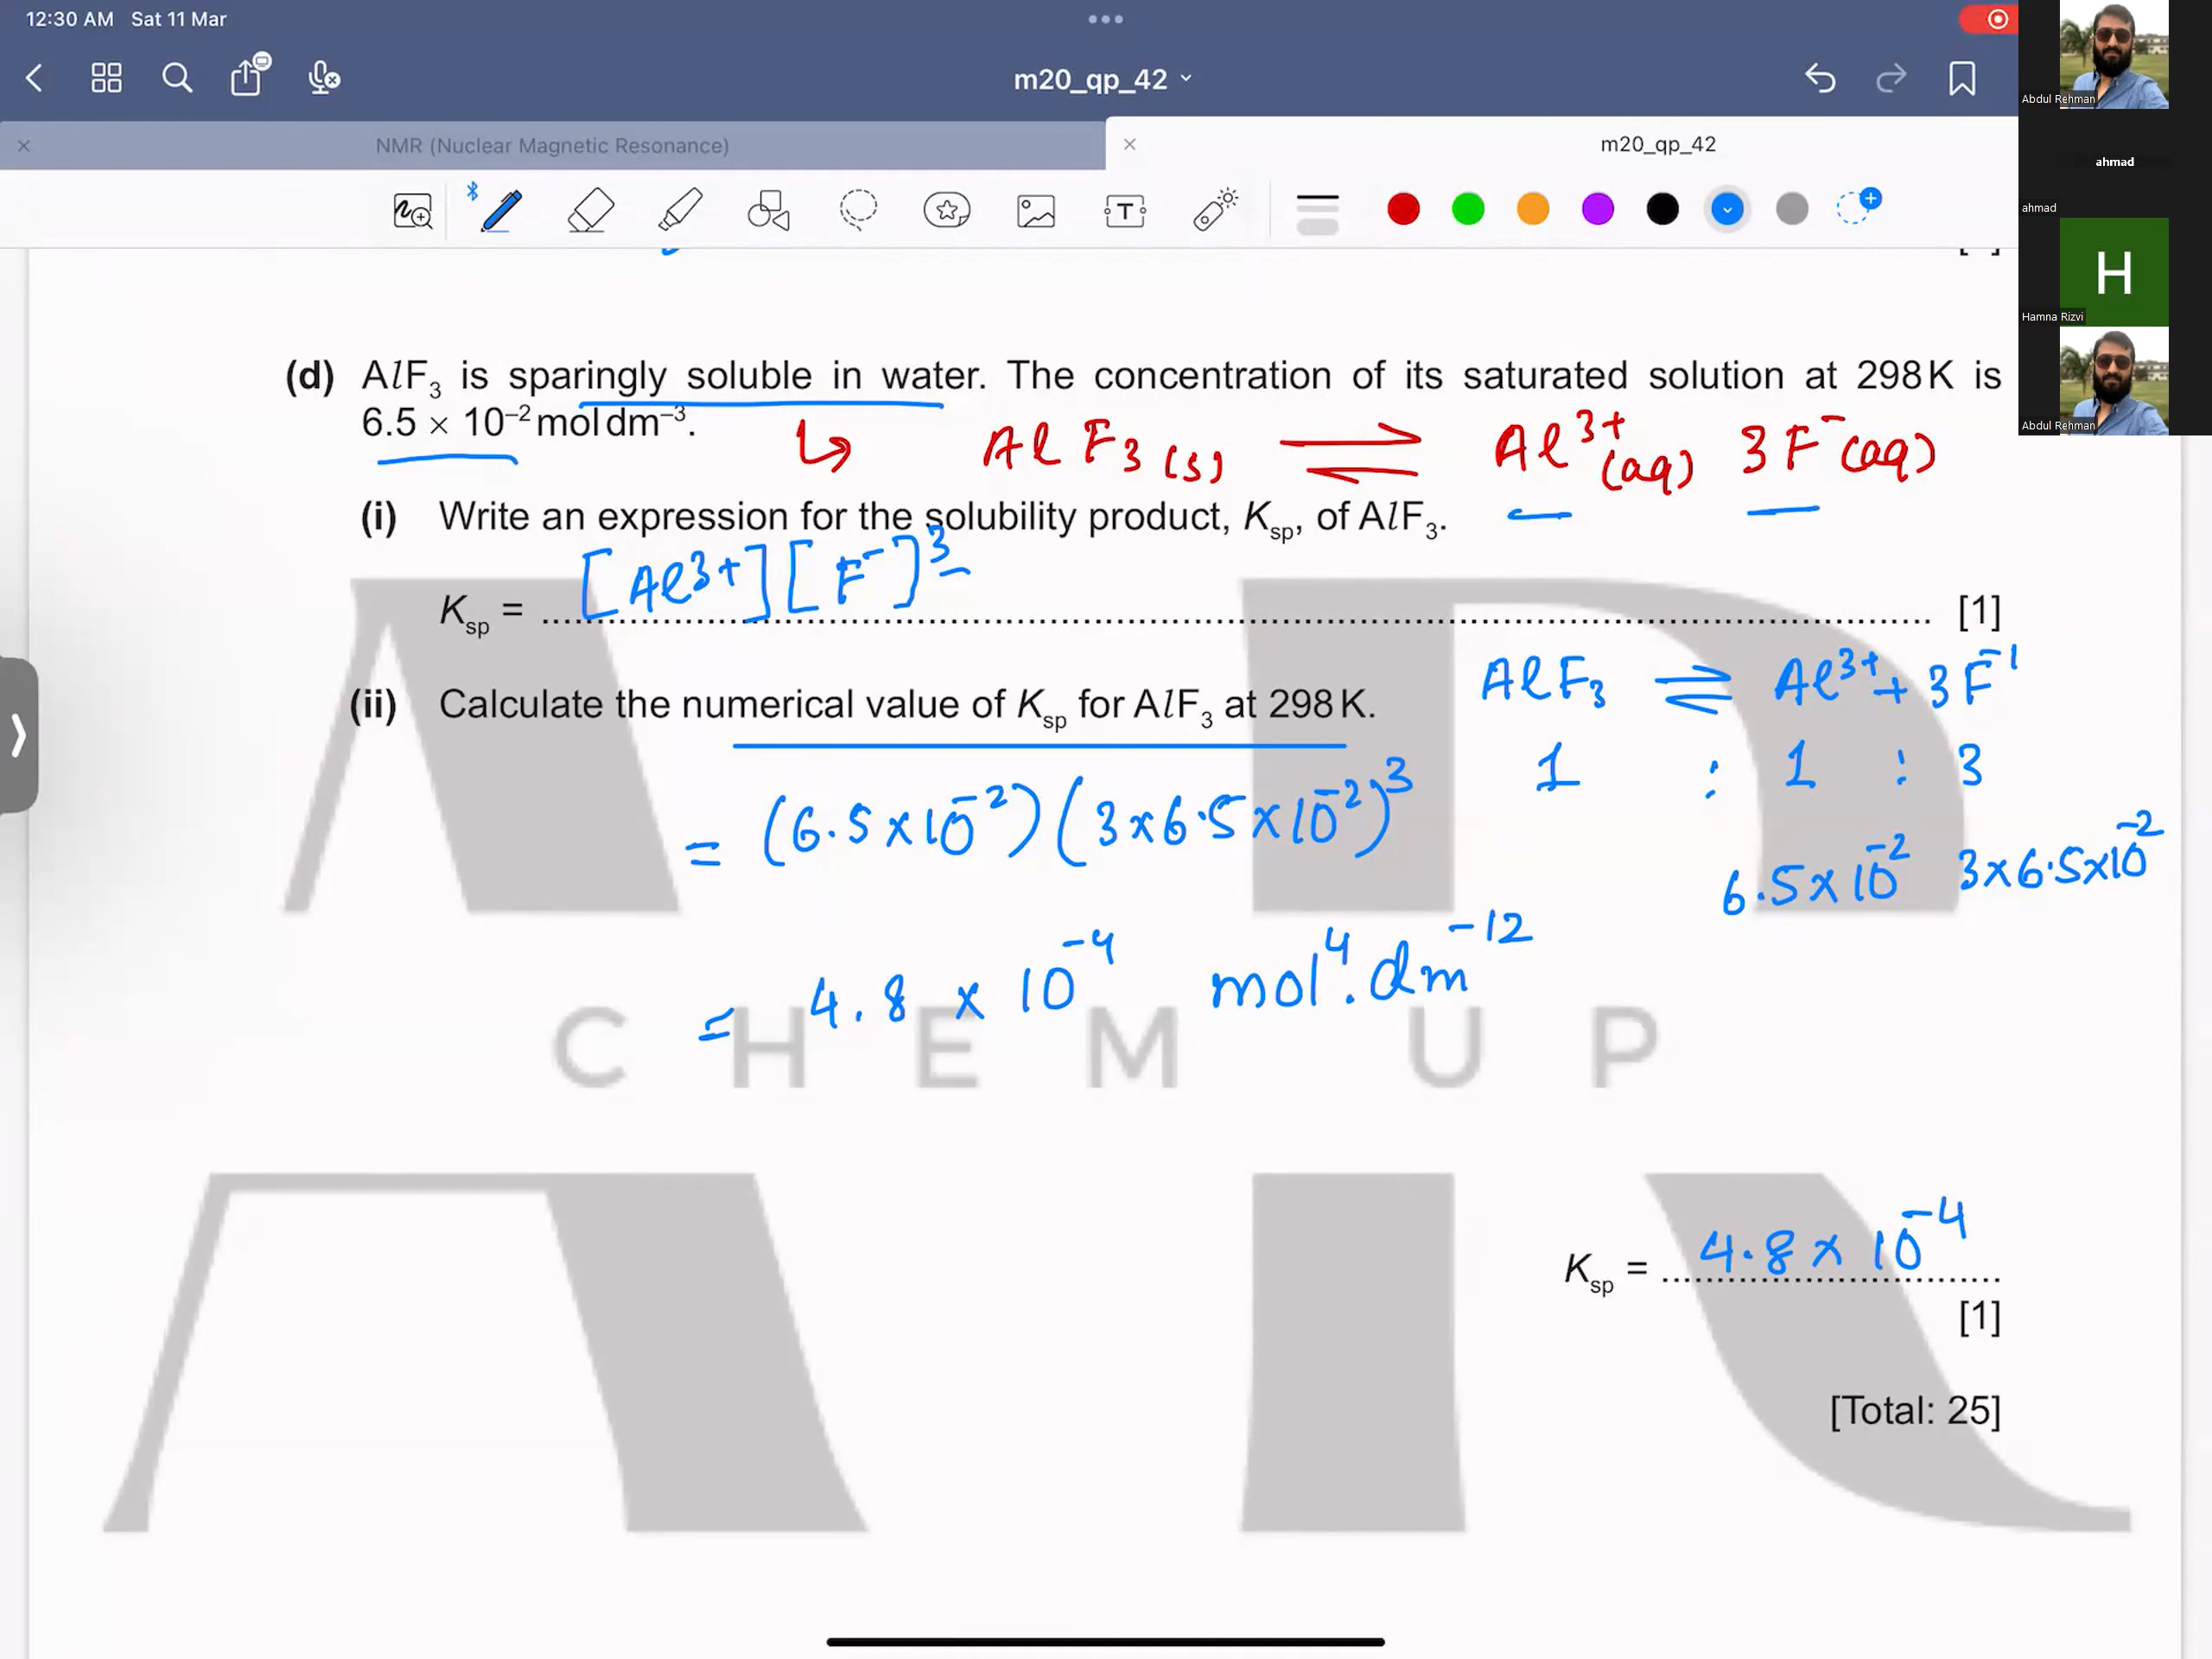 12:30 AM Sat 11 Mar
m20_qp_42
NMR (Nuclear Magnetic Resonance)
m20_qp_42
Abdul Rehman
ahmad
ahmad
H
Hamna Rizvi
Abdul Rehman
(d) AlF₃ is sparingly soluble in water. The concentration of its saturated solution at 298 K is
6.5 × 10⁻² mol dm⁻³.
↳ AlF₃(s) ⇌ Al³⁺(aq) 3F⁻(aq)
(i) Write an expression for the solubility product, Kₛₚ, of AlF₃.
Kₛₚ = [Al³⁺][F⁻]³ [1]
AlF₃ ⇌ Al³⁺ + 3F⁻¹
(ii) Calculate the numerical value of Kₛₚ for AlF₃ at 298 K.
1 : 1 : 3
= (6.5×10⁻²)(3×6.5×10⁻²)³
6.5×10⁻² 3×6.5×10⁻²
= 4.8 × 10⁻⁴ mol⁴.dm⁻¹²
CHEM UP
Kₛₚ = 4.8 × 10⁻⁴
[1]
[Total: 25]
A R
A R